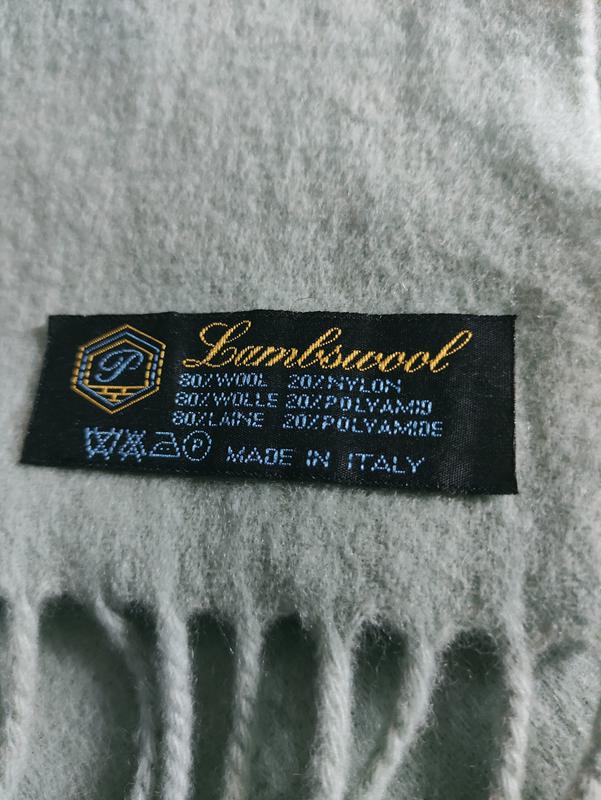 P
Lambswool
80% WOOL 20% NYLON
80% WOLLE 20% POLYAMID
80% LAINE 20% POLYAMIDE
P MADE IN ITALY